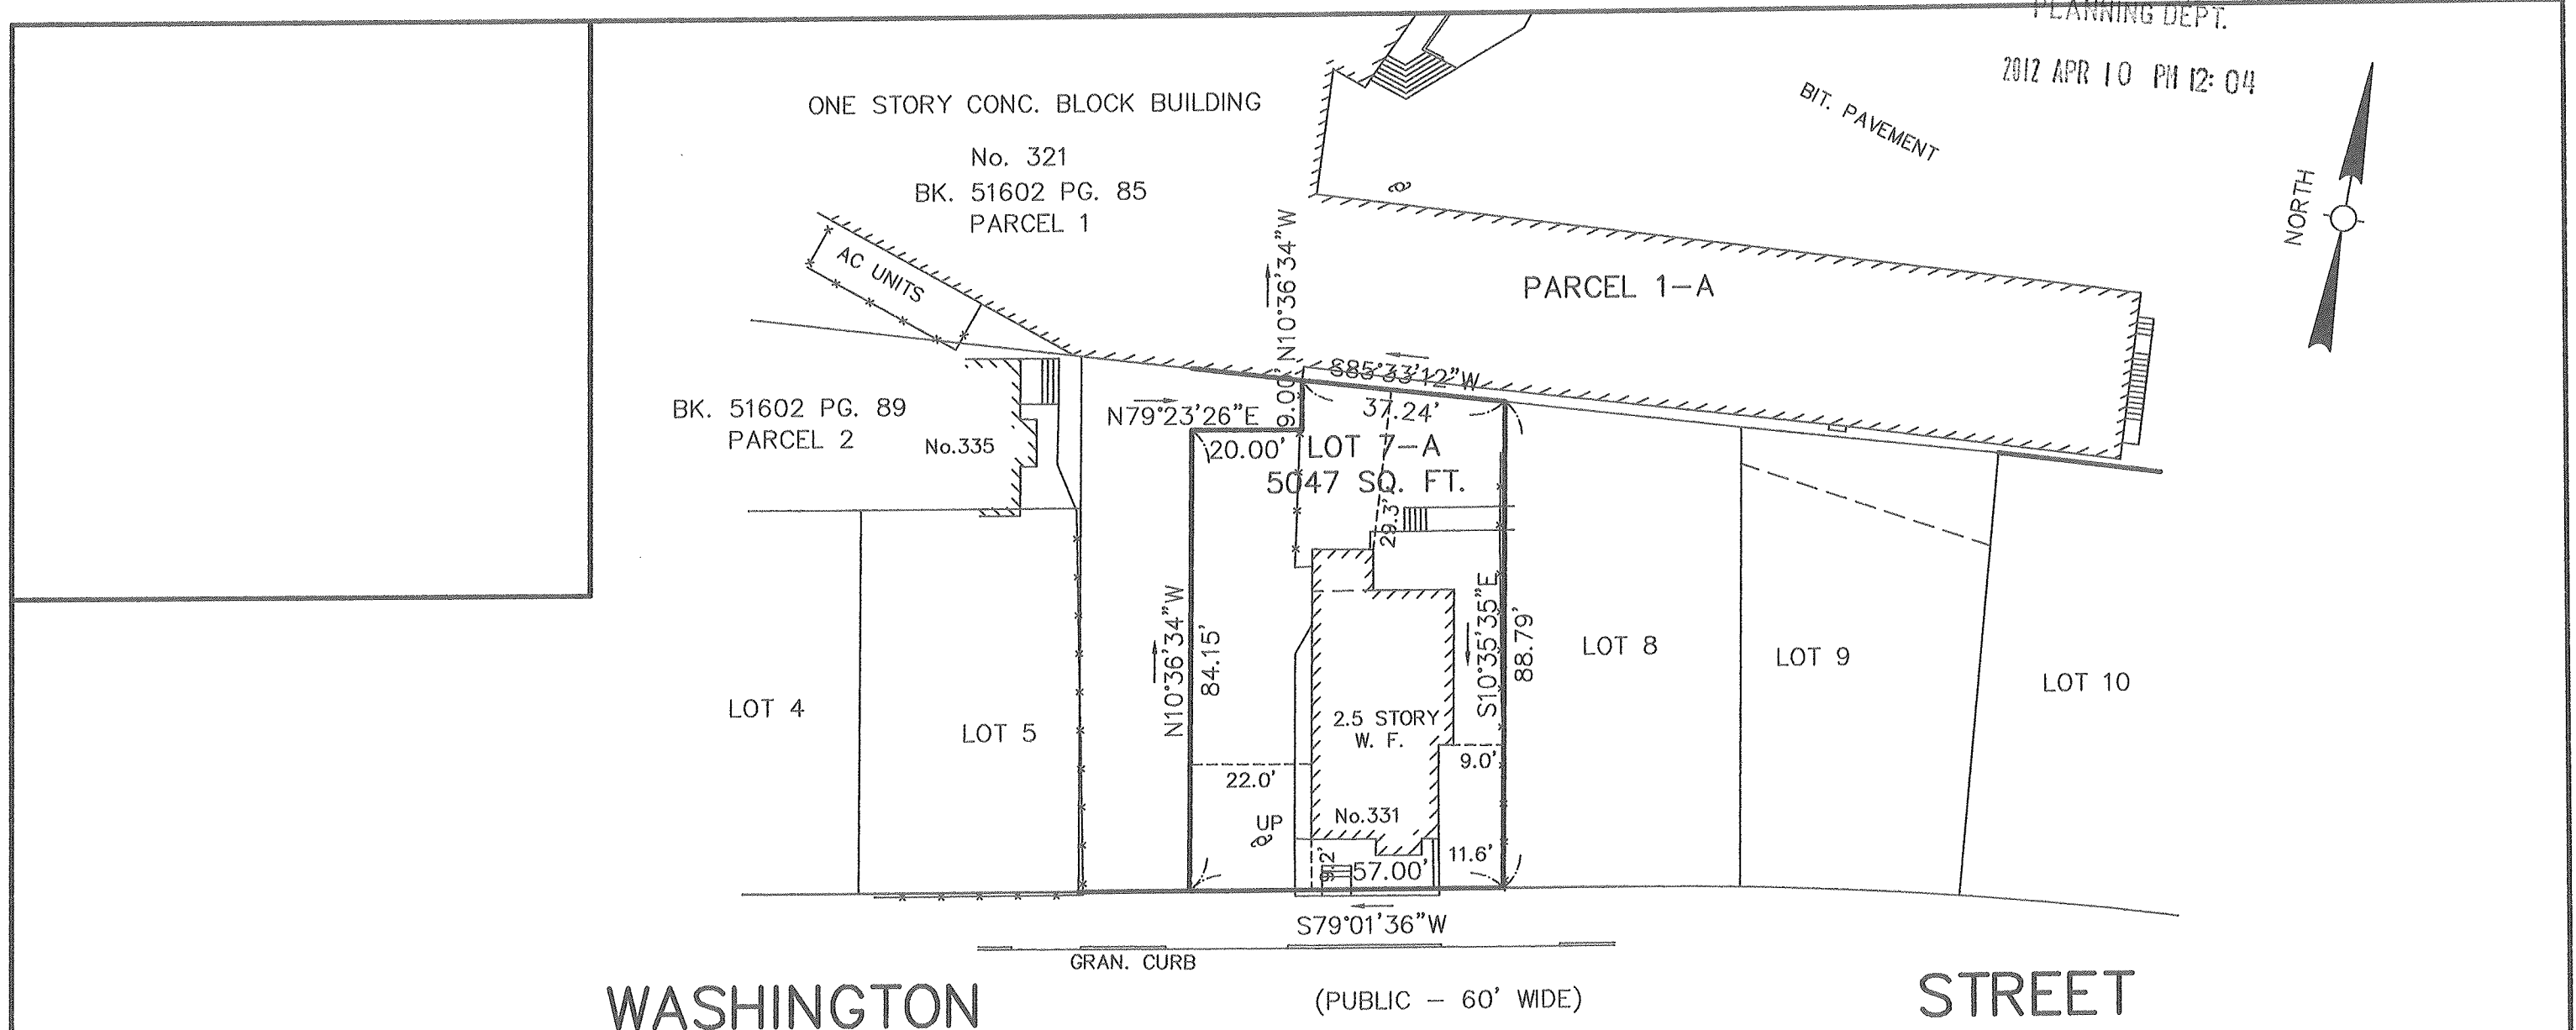 PLANNING DEPT.
2012 APR 10 PM 12:04
BIT. PAVEMENT
NORTH
ONE STORY CONC. BLOCK BUILDING
No. 321
BK. 51602 PG. 85
PARCEL 1
AC UNITS
PARCEL 1-A
N10°36'34"W
9.00'
S85°33'12"W
37.24'
N79°23'26"E
20.00'
LOT 7-A
5047 SQ. FT.
BK. 51602 PG. 89
PARCEL 2
No.335
29.3'
N10°36'34"W
84.15'
S10°35'35"E
88.79'
LOT 4
LOT 5
LOT 8
LOT 9
LOT 10
2.5 STORY
W. F.
22.0'
9.0'
UP
No.331
9.2'
57.00'
11.6'
S79°01'36"W
GRAN. CURB
WASHINGTON
(PUBLIC - 60' WIDE)
STREET